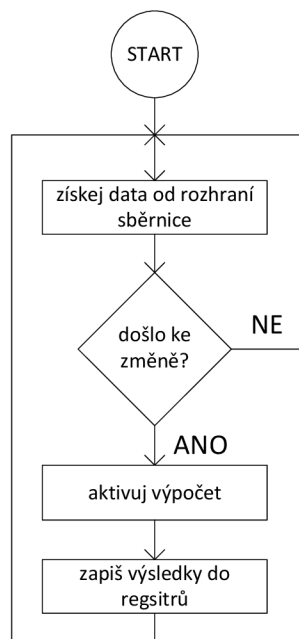 START
získej data od rozhraní
sběrnice
došlo ke
změně?
NE
ANO
aktivuj výpočet
zapiš výsledky do
regsitrů